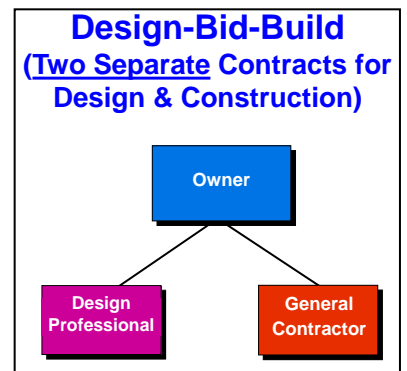 Design-Bid-Build
(Two Separate Contracts for
Design & Construction)
Owner
Design
Professional
General
Contractor